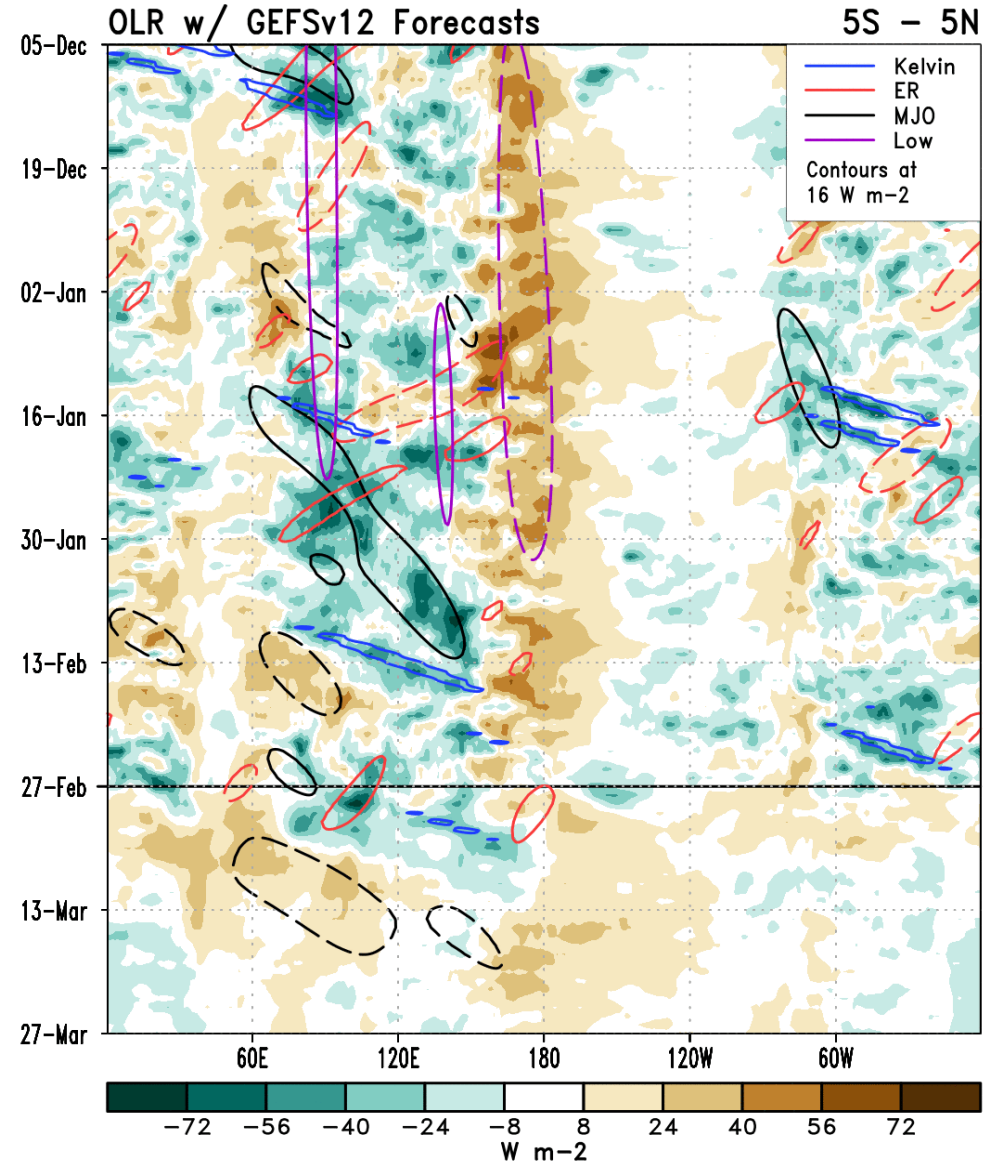 OLR w/ GEFSv12 Forecasts 5S - 5N
05-Dec
19-Dec
02-Jan
16-Jan
30-Jan
13-Feb
27-Feb
13-Mar
27-Mar
Kelvin
ER
MJO
Low
Contours at
16 W m-2
60E 120E 180 120W 60W
-72 -56 -40 -24 -8 8 24 40 56 72
W m-2